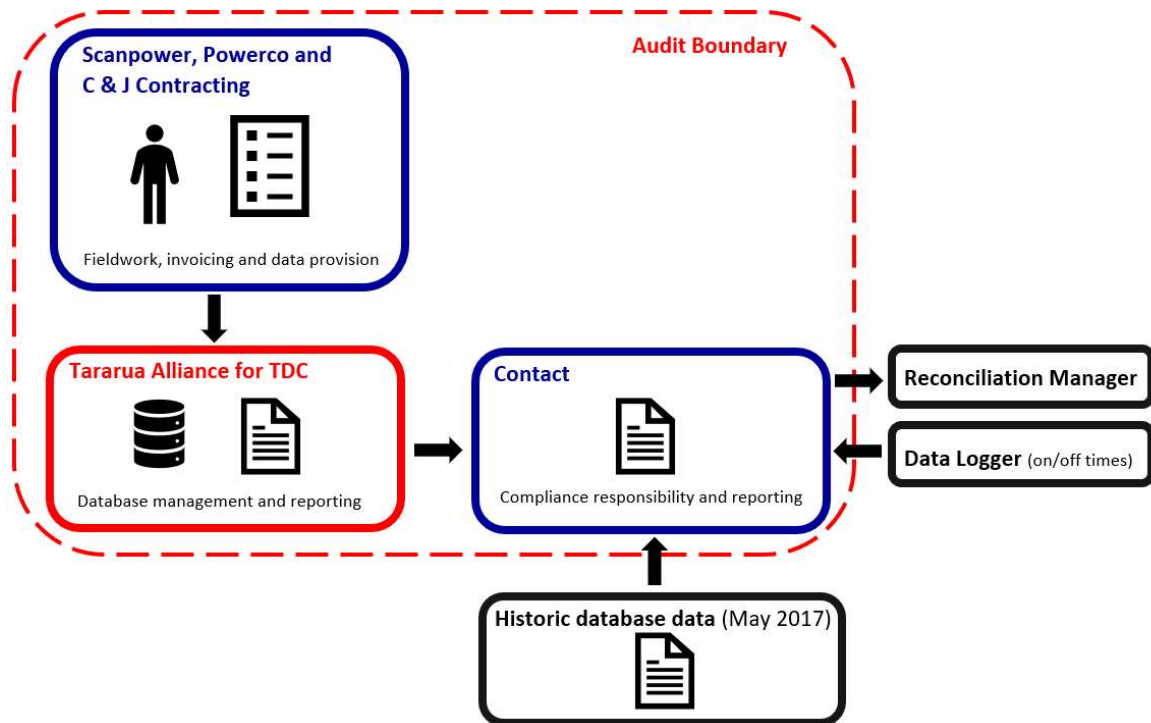 Audit Boundary
Scanpower, Powerco and
C & J Contracting
Fieldwork, invoicing and data provision
Tararua Alliance for TDC
Database management and reporting
Contact
Compliance responsibility and reporting
Reconciliation Manager
Data Logger (on/off times)
Historic database data (May 2017)